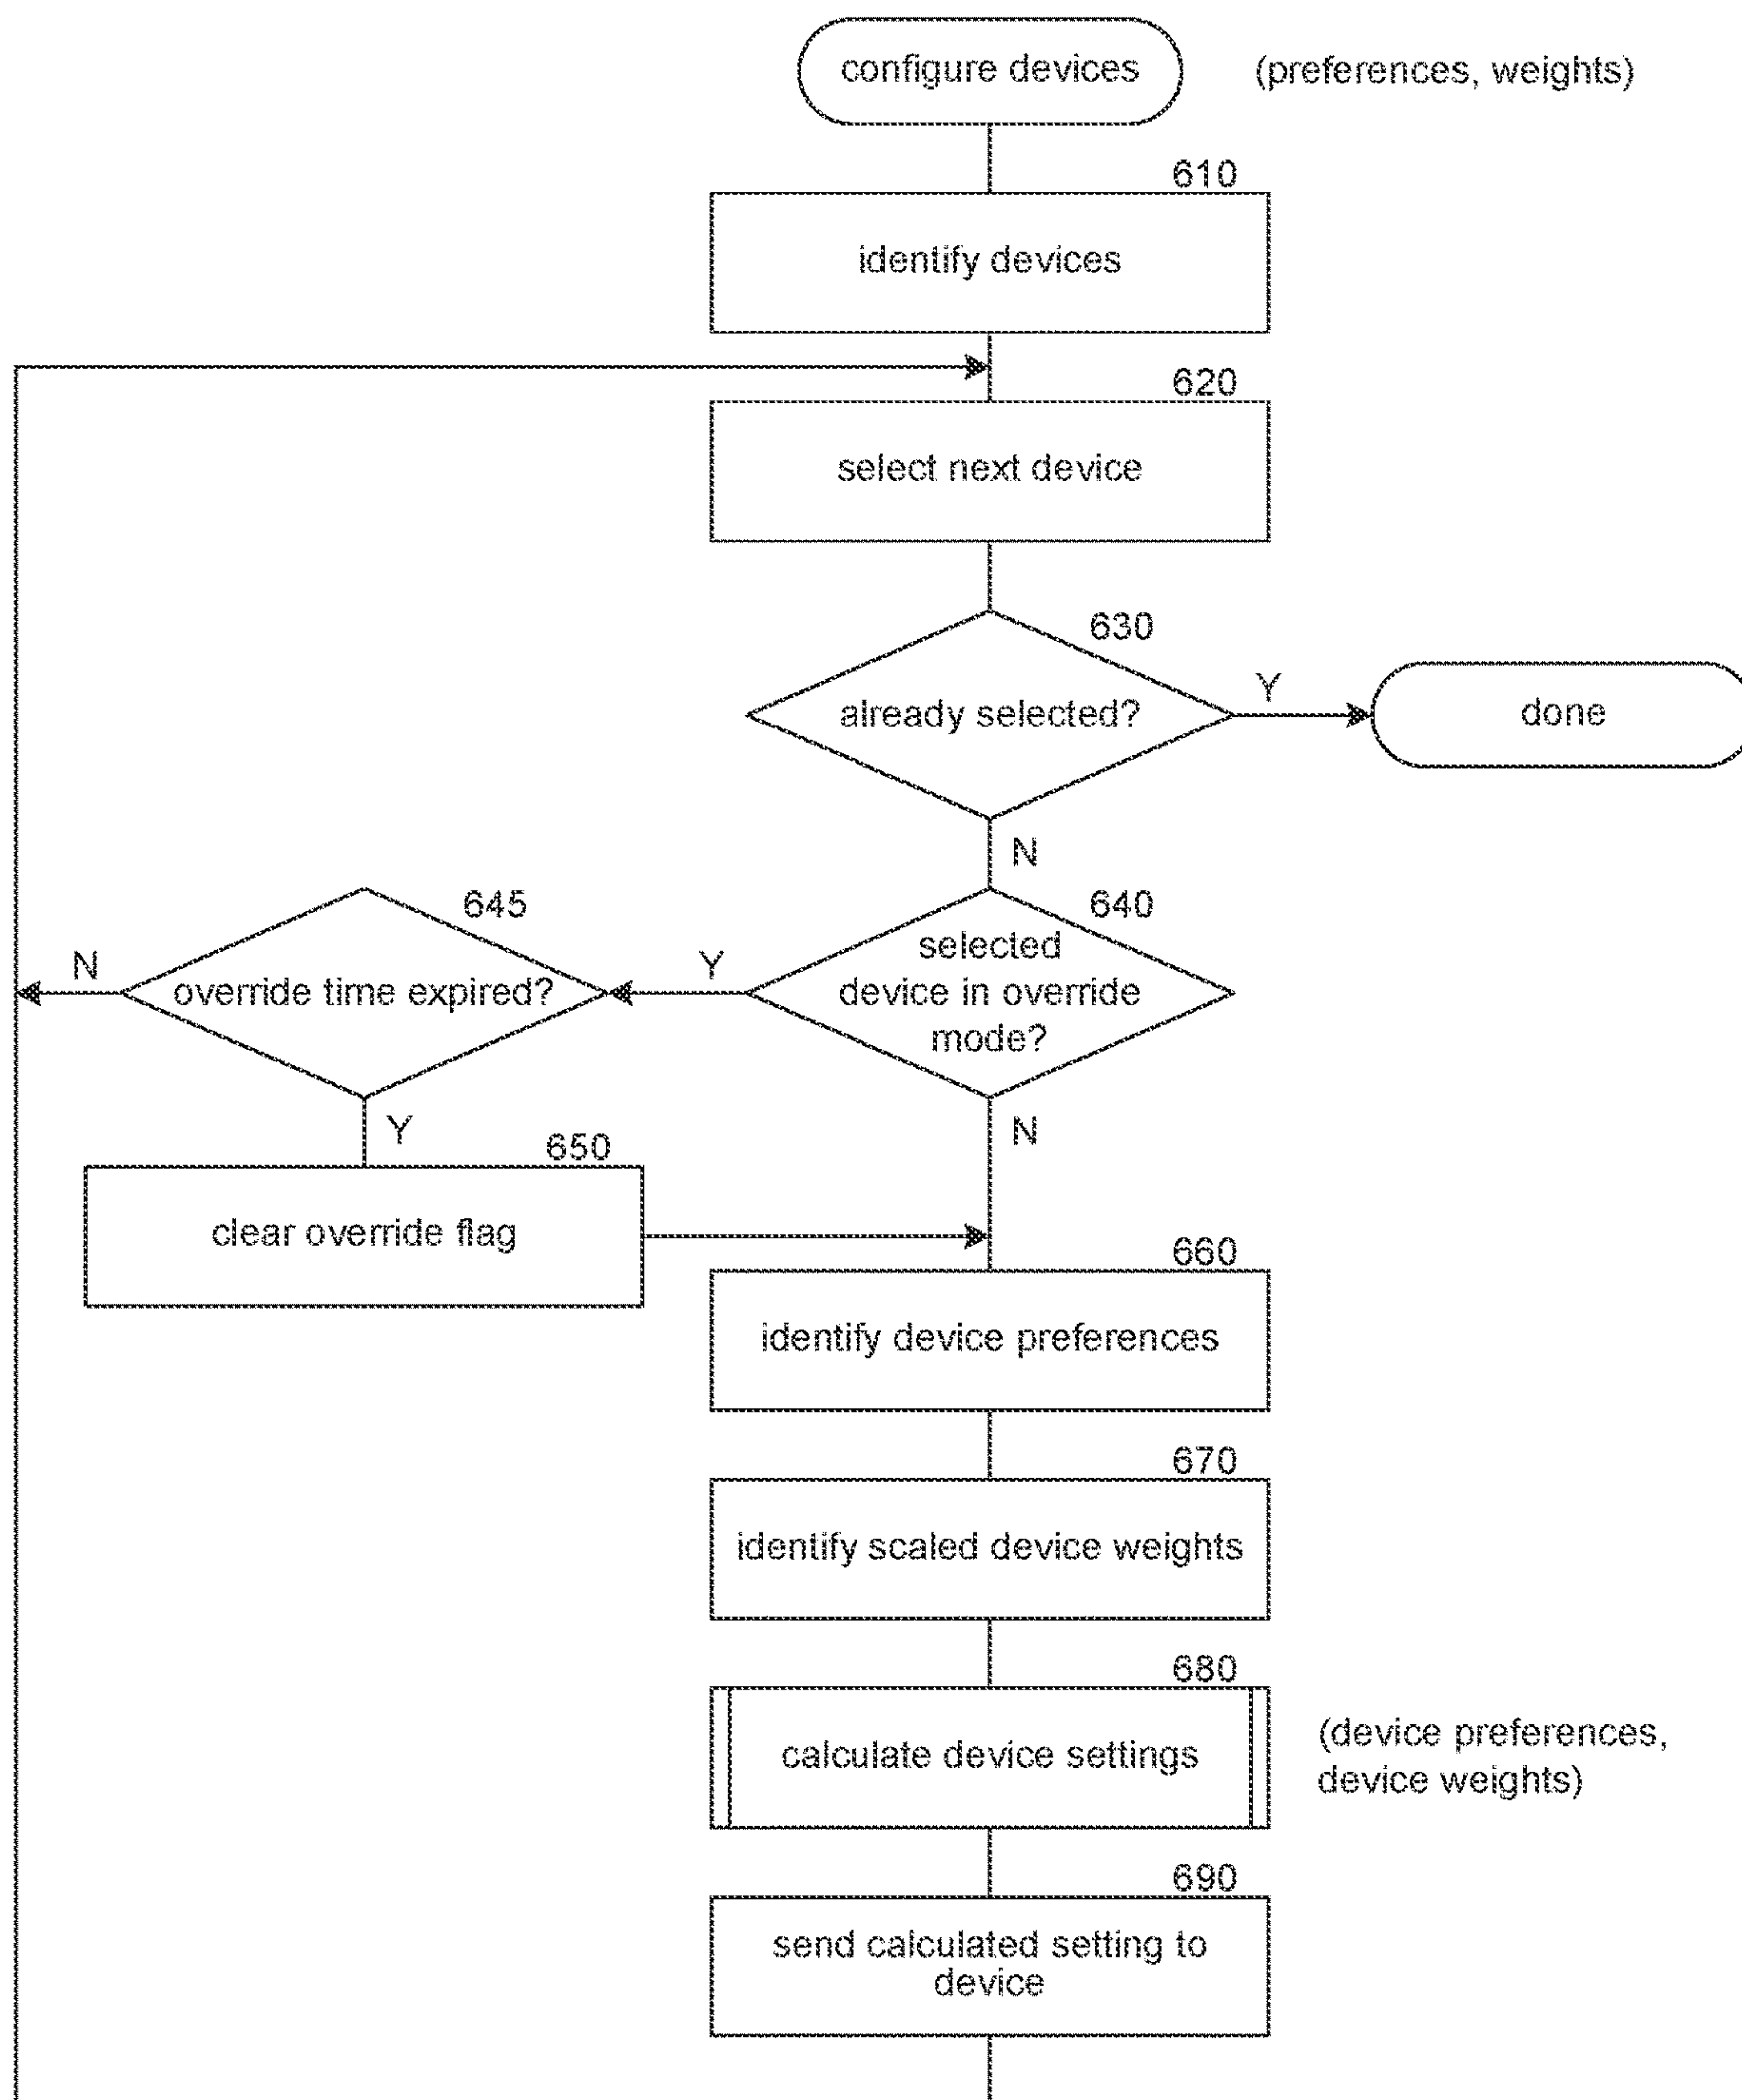 configure devices
(preferences, weights)
610
identify devices
620
select next device
630
already selected?
Y
done
N
645
640
selected
device in override
mode?
N
override time expired?
Y
Y
N
650
clear override flag
660
identify device preferences
670
identify scaled device weights
680
calculate device settings
(device preferences,
device weights)
690
send calculated setting to
device